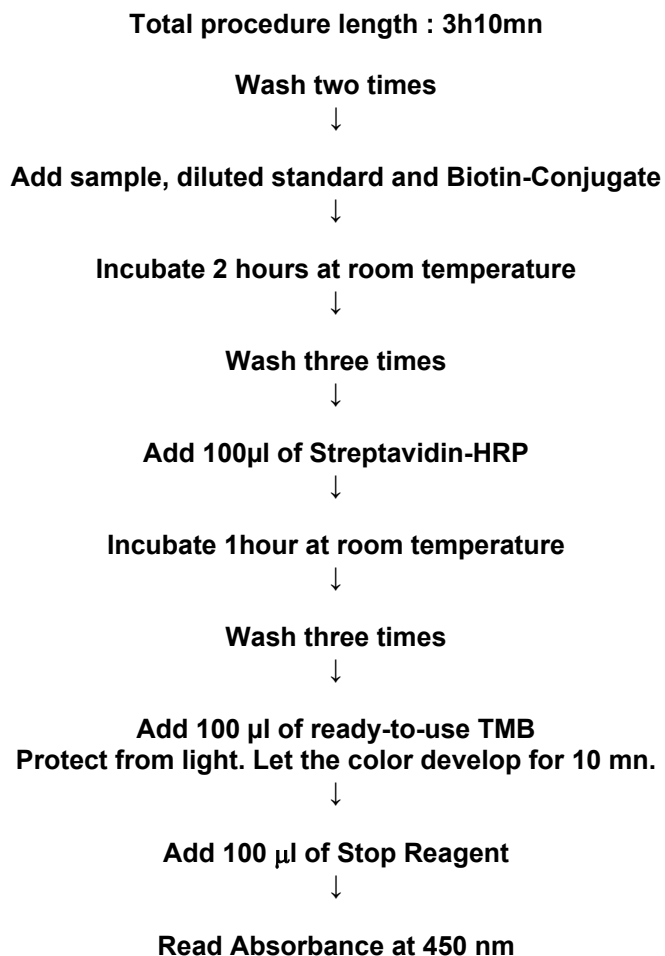 Total procedure length : 3h10mn
Wash two times
↓
Add sample, diluted standard and Biotin-Conjugate
↓
Incubate 2 hours at room temperature
↓
Wash three times
↓
Add 100µl of Streptavidin-HRP
↓
Incubate 1hour at room temperature
↓
Wash three times
↓
Add 100 µl of ready-to-use TMB
Protect from light. Let the color develop for 10 mn.
↓
Add 100 µl of Stop Reagent
↓
Read Absorbance at 450 nm